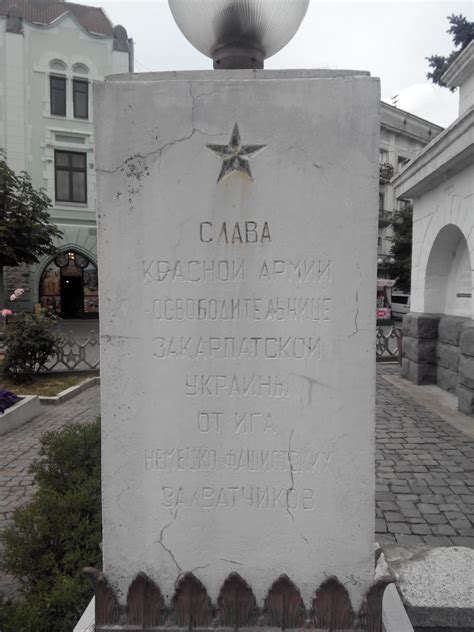 СЛАВА
КРАСНОЙ АРМИИ
-ОСВОБОДИТЕЛЬНИЦЕ
ЗАКАРПАТСКОЙ
УКРАИНЫ
ОТ ИГА
НЕМЕЦКО-ФАШИСТСКИХ
ЗАХВАТЧИКОВ